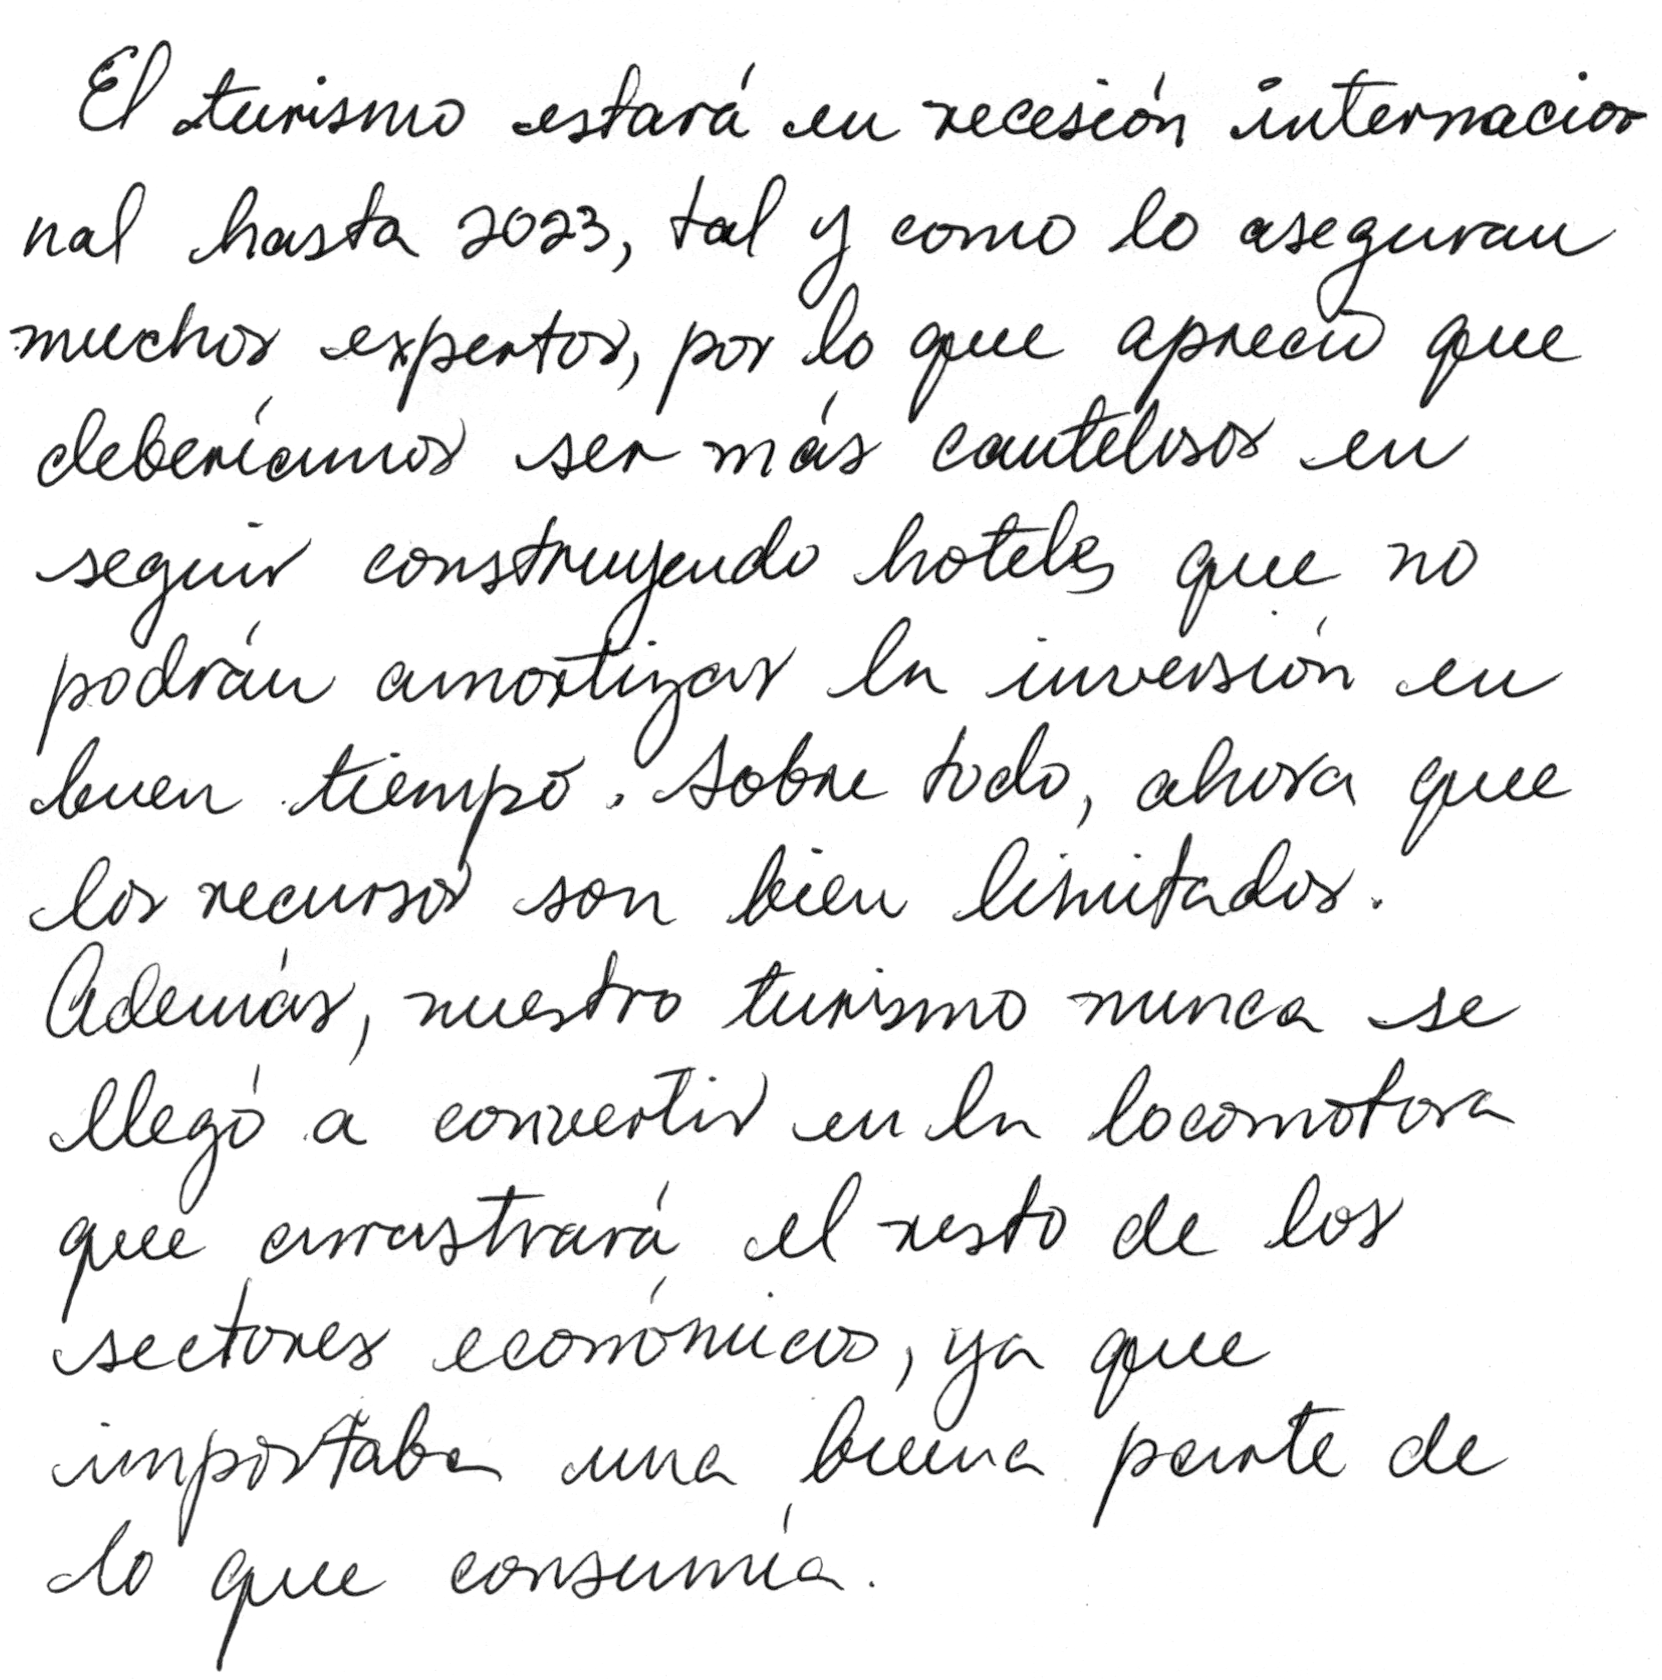 El turismo estará en recesión internacior
nal hasta 2023, tal y como lo aseguran
muchos expertos, por lo que aprecio que
deberíamos ser más cautelosos en
seguir construyendo hoteles que no
podrán amortizar la inversión en
buen tiempo. Sobre todo, ahora que
los recursos son bien limitados.
Además, nuestro turismo nunca se
llegó a convertir en la locomotora
que arrastrará el resto de los
sectores económicos, ya que
importaba una buena parte de
lo que consumía.